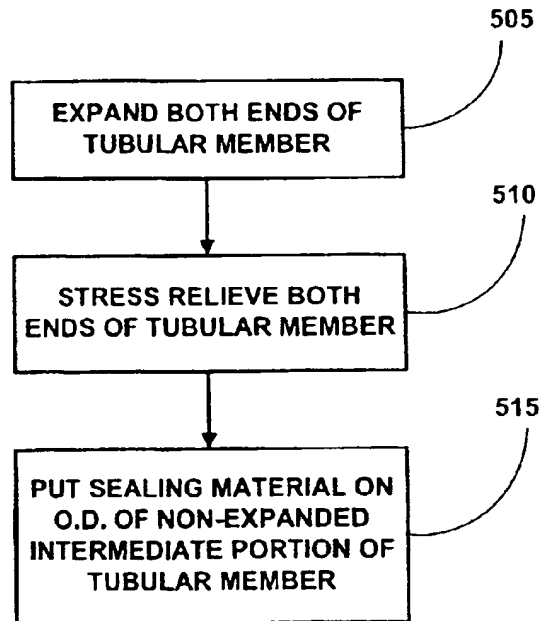 505
EXPAND BOTH ENDS OF
TUBULAR MEMBER
510
STRESS RELIEVE BOTH
ENDS OF TUBULAR MEMBER
515
PUT SEALING MATERIAL ON
O.D. OF NON-EXPANDED
INTERMEDIATE PORTION OF
TUBULAR MEMBER